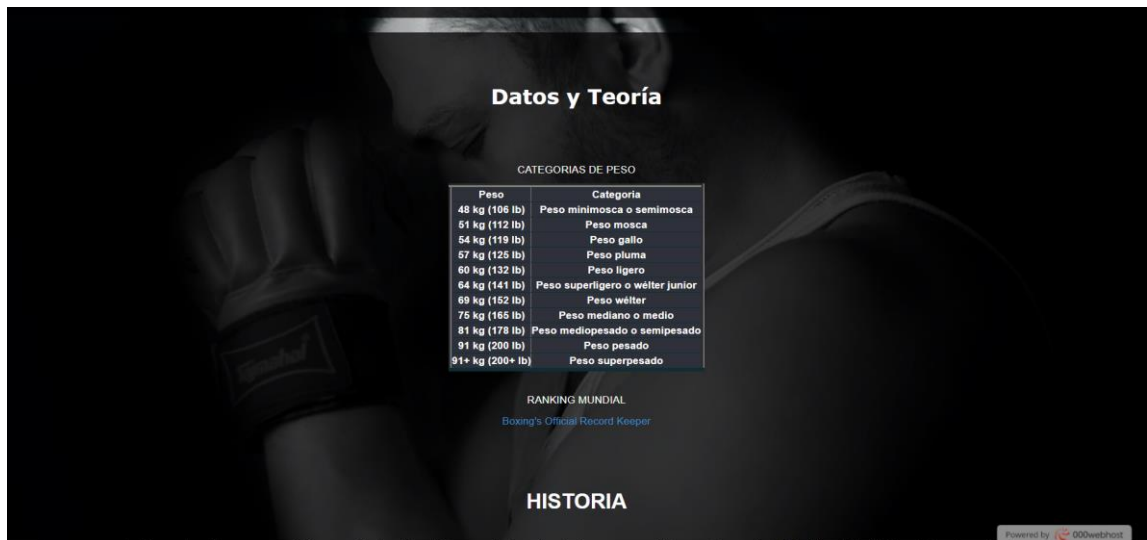 Datos y Teoría
CATEGORIAS DE PESO
Peso Categoria
48 kg (106 lb) Peso minimosca o semimosca
51 kg (112 lb) Peso mosca
54 kg (119 lb) Peso gallo
57 kg (125 lb) Peso pluma
60 kg (132 lb) Peso ligero
64 kg (141 lb) Peso superligero o wélter junior
69 kg (152 lb) Peso wélter
75 kg (165 lb) Peso mediano o medio
81 kg (178 lb) Peso mediopesado o semipesado
91 kg (200 lb) Peso pesado
91+ kg (200+ lb) Peso superpesado
RANKING MUNDIAL
Boxing's Official Record Keeper
HISTORIA
Powered by 000webhost